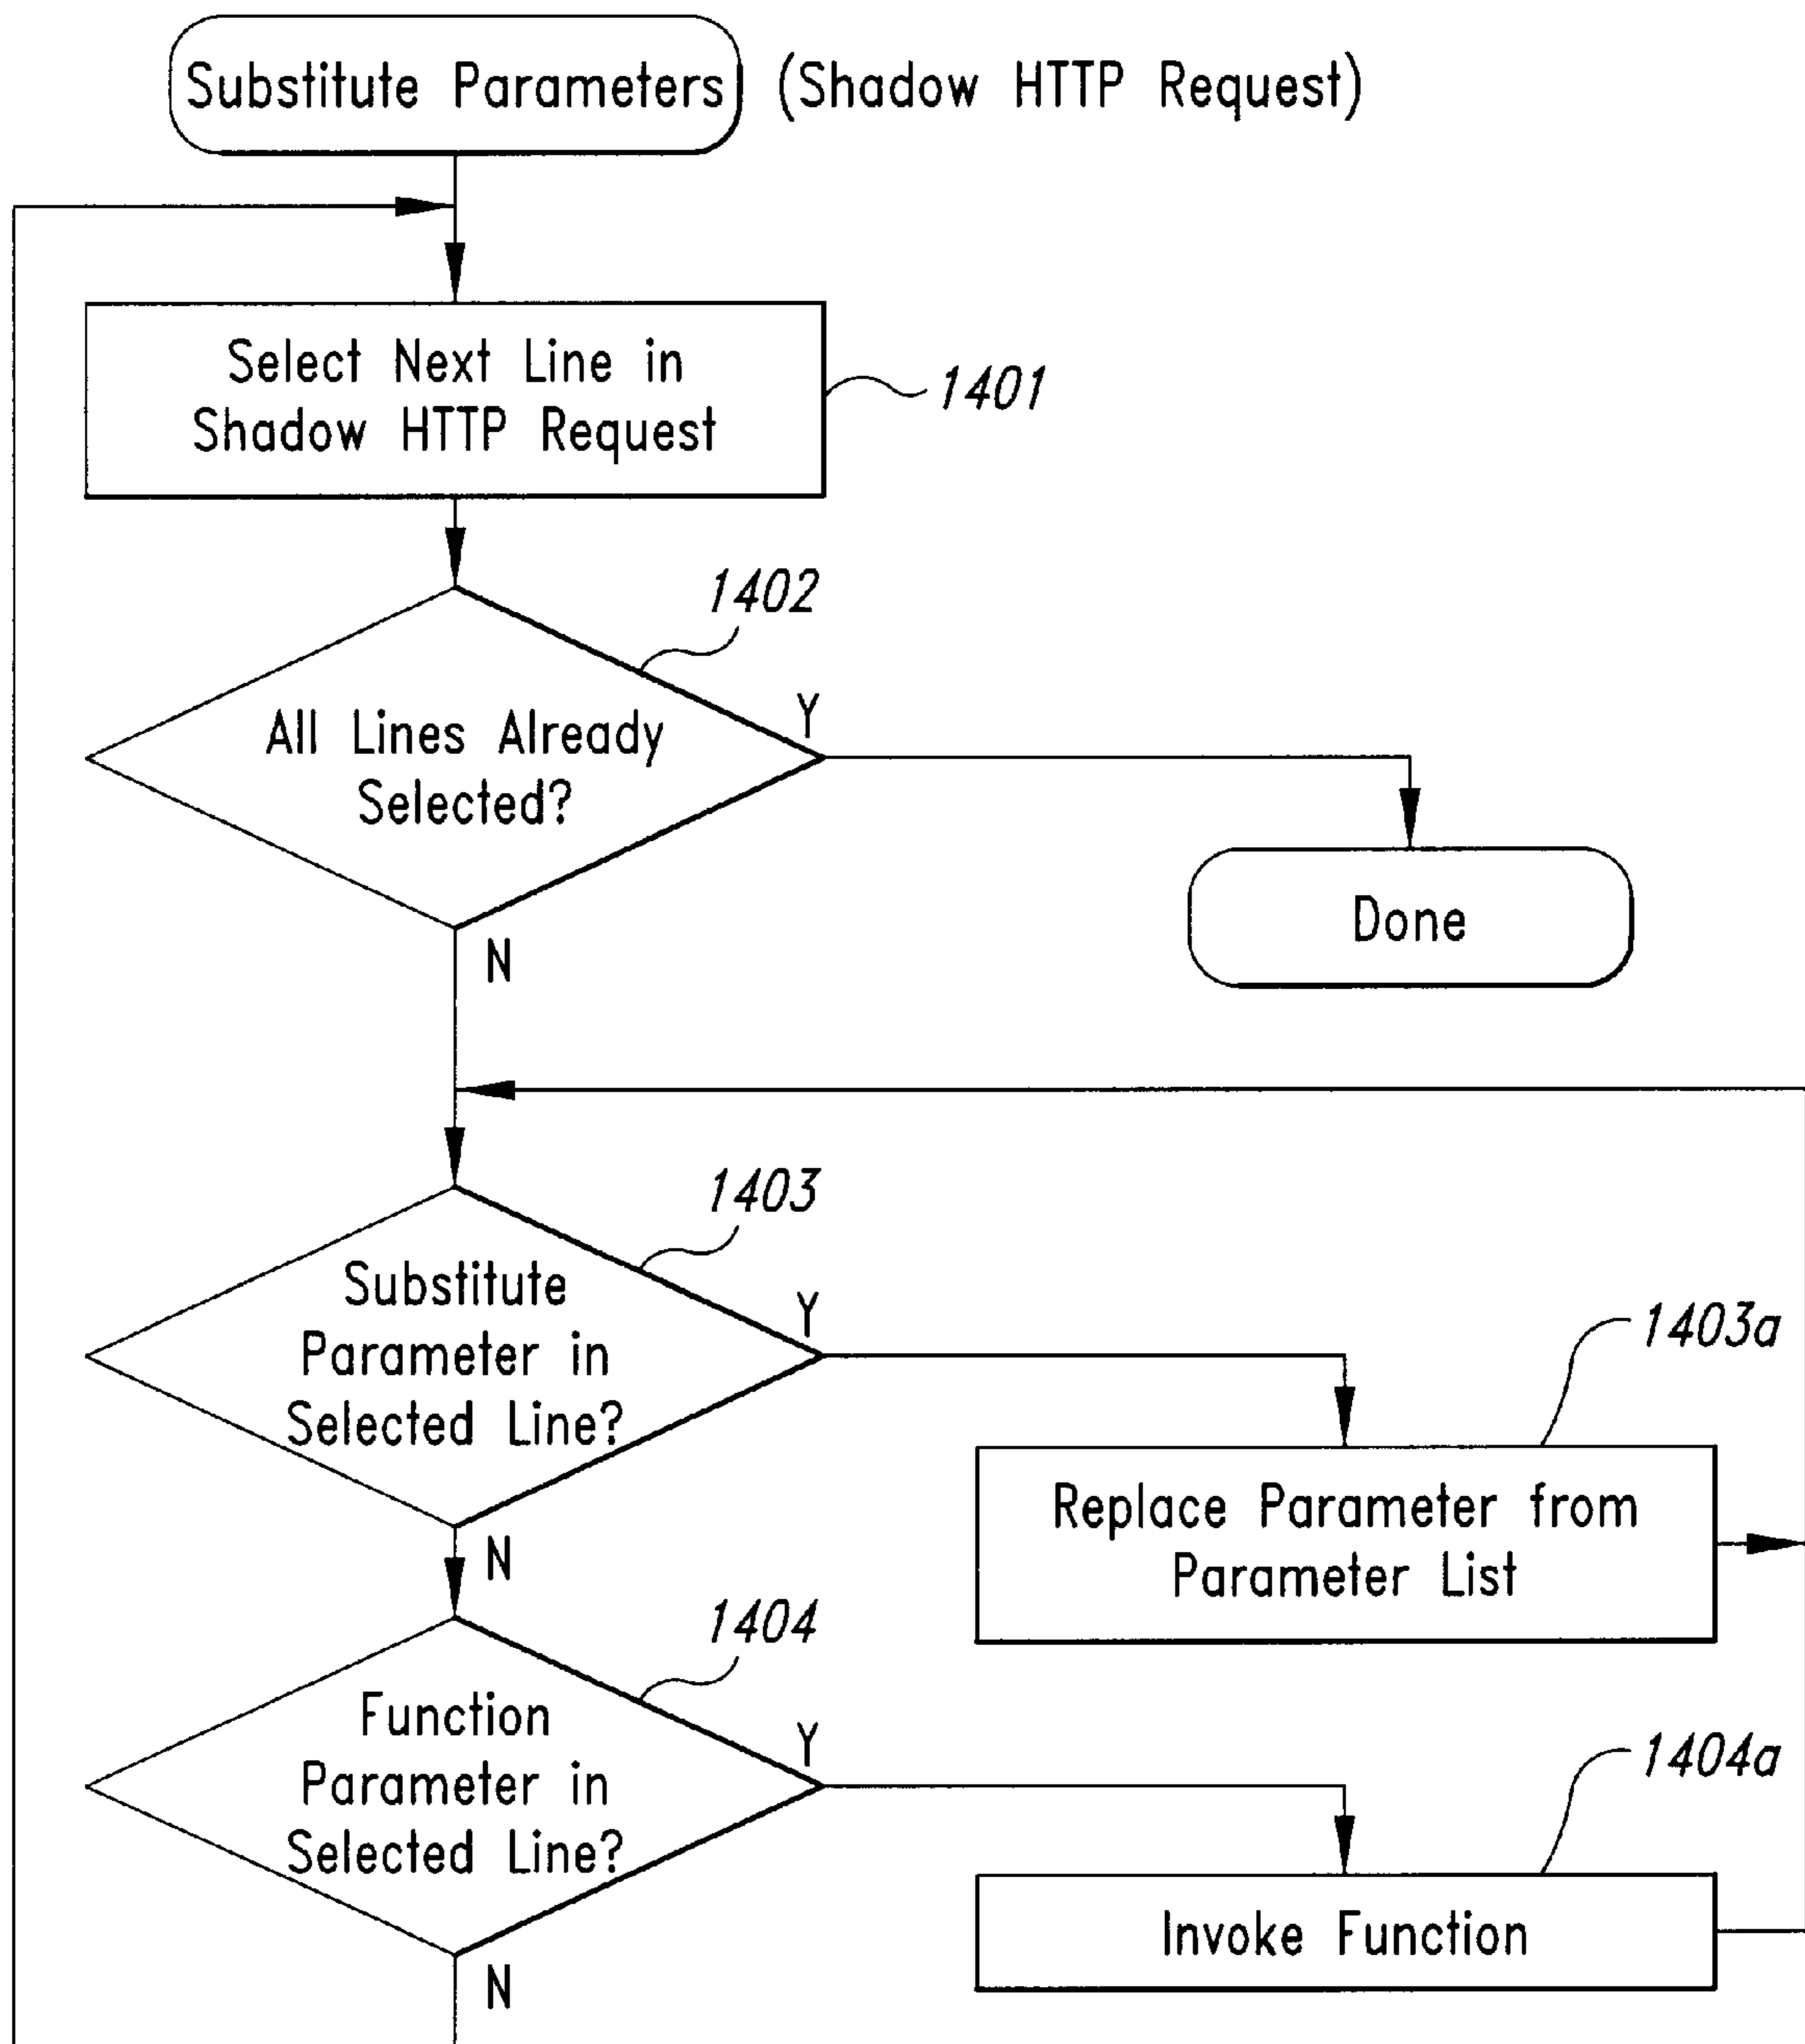 Substitute Parameters (Shadow HTTP Request)
Select Next Line in
Shadow HTTP Request
1401
1402
All Lines Already
Selected?
Y
N
Done
1403
Substitute
Parameter in
Selected Line?
Y
N
1403a
Replace Parameter from
Parameter List
1404
Function
Parameter in
Selected Line?
Y
N
1404a
Invoke Function